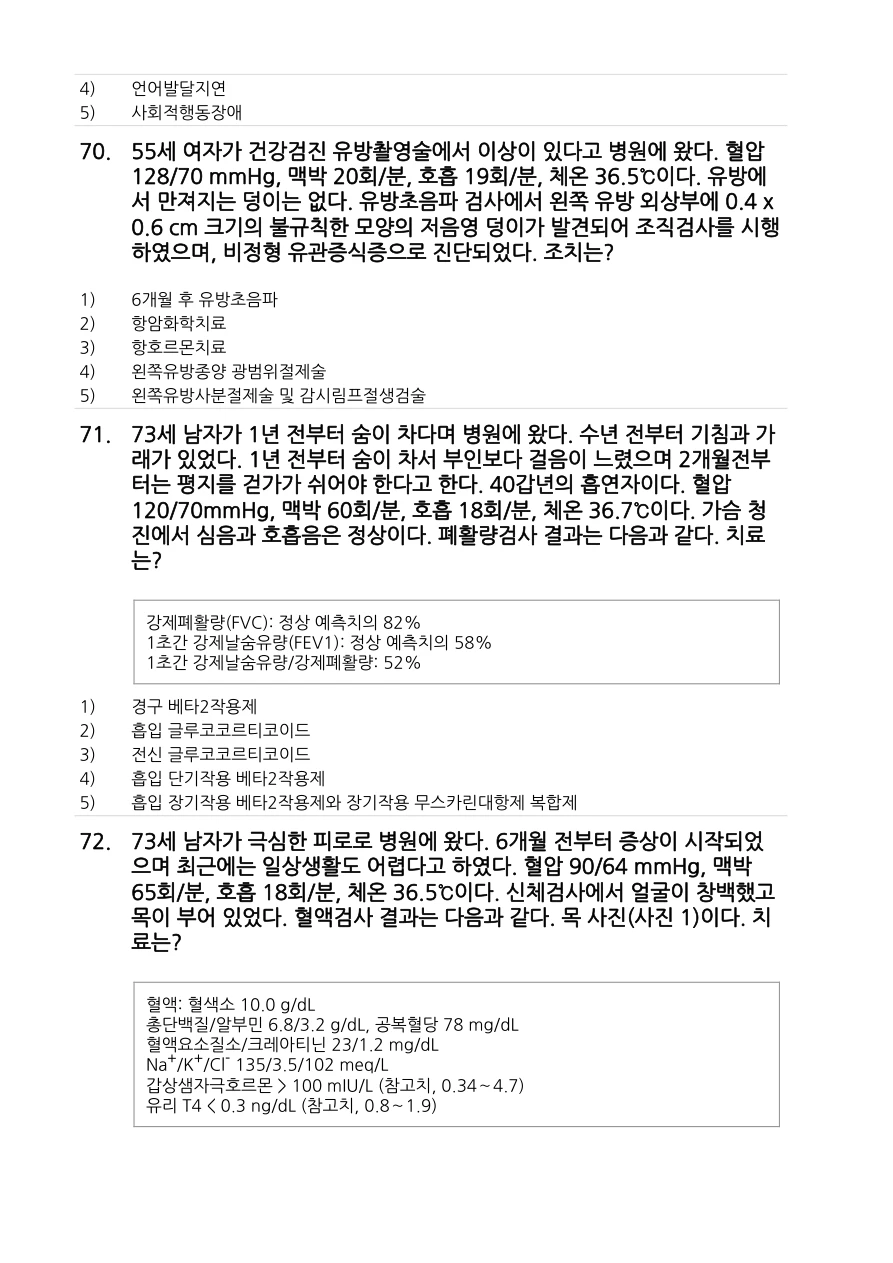 4) 언어발달지연
5) 사회적행동장애
70. 55세 여자가 건강검진 유방촬영술에서 이상이 있다고 병원에 왔다. 혈압
128/70 mmHg, 맥박 20회/분, 호흡 19회/분, 체온 36.5℃이다. 유방에
서 만져지는 덩이는 없다. 유방초음파 검사에서 왼쪽 유방 외상부에 0.4 x
0.6 cm 크기의 불규칙한 모양의 저음영 덩이가 발견되어 조직검사를 시행
하였으며, 비정형 유관증식증으로 진단되었다. 조치는?
1) 6개월 후 유방초음파
2) 항암화학치료
3) 항호르몬치료
4) 왼쪽유방종양 광범위절제술
5) 왼쪽유방사분절제술 및 감시림프절생검술
71. 73세 남자가 1년 전부터 숨이 차다며 병원에 왔다. 수년 전부터 기침과 가
래가 있었다. 1년 전부터 숨이 차서 부인보다 걸음이 느렸으며 2개월전부
터는 평지를 걷가가 쉬어야 한다고 한다. 40갑년의 흡연자이다. 혈압
120/70mmHg, 맥박 60회/분, 호흡 18회/분, 체온 36.7℃이다. 가슴 청
진에서 심음과 호흡음은 정상이다. 폐활량검사 결과는 다음과 같다. 치료
는?
강제폐활량(FVC): 정상 예측치의 82%
1초간 강제날숨유량(FEV1): 정상 예측치의 58%
1초간 강제날숨유량/강제폐활량: 52%
1) 경구 베타2작용제
2) 흡입 글루코코르티코이드
3) 전신 글루코코르티코이드
4) 흡입 단기작용 베타2작용제
5) 흡입 장기작용 베타2작용제와 장기작용 무스카린대항제 복합제
72. 73세 남자가 극심한 피로로 병원에 왔다. 6개월 전부터 증상이 시작되었
으며 최근에는 일상생활도 어렵다고 하였다. 혈압 90/64 mmHg, 맥박
65회/분, 호흡 18회/분, 체온 36.5℃이다. 신체검사에서 얼굴이 창백했고
목이 부어 있었다. 혈액검사 결과는 다음과 같다. 목 사진(사진 1)이다. 치
료는?
혈액: 혈색소 10.0 g/dL
총단백질/알부민 6.8/3.2 g/dL, 공복혈당 78 mg/dL
혈액요소질소/크레아티닌 23/1.2 mg/dL
Na⁺/K⁺/Cl⁻ 135/3.5/102 meq/L
갑상샘자극호르몬 > 100 mIU/L (참고치, 0.34~4.7)
유리 T4 < 0.3 ng/dL (참고치, 0.8~1.9)